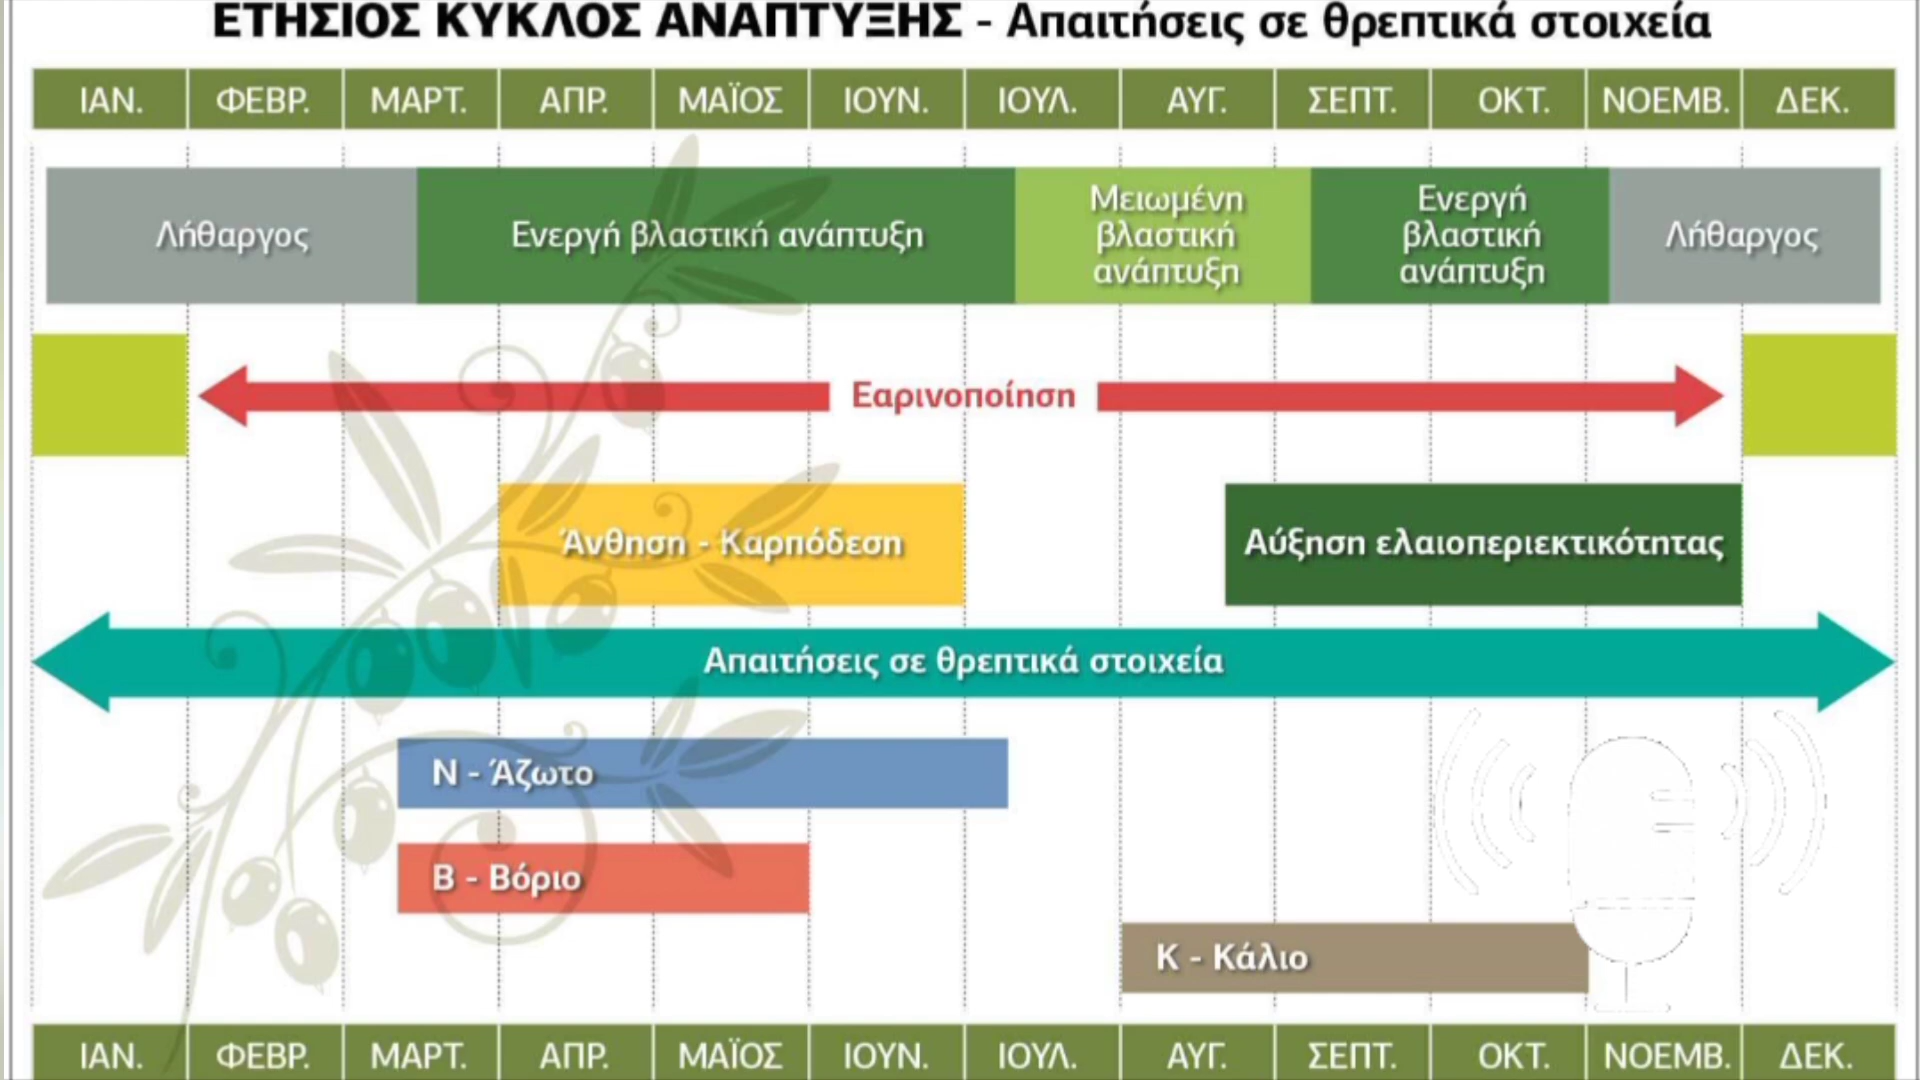 ΕΤΗΣΙΟΣ ΚΥΚΛΟΣ ΑΝΑΠΤΥΞΗΣ - Απαιτήσεις σε θρεπτικά στοιχεία
ΙΑΝ. ΦΕΒΡ. ΜΑΡΤ. ΑΠΡ. ΜΑΪΟΣ ΙΟΥΝ. ΙΟΥΛ. ΑΥΓ. ΣΕΠΤ. ΟΚΤ. ΝΟΕΜΒ. ΔΕΚ.
Λήθαργος
Ενεργή βλαστική ανάπτυξη
Μειωμένη
βλαστική
ανάπτυξη
Ενεργή
βλαστική
ανάπτυξη
Λήθαργος
Εαρινοποίηση
Άνθηση - Καρπόδεση
Αύξηση ελαιοπεριεκτικότητας
Απαιτήσεις σε θρεπτικά στοιχεία
Ν - Άζωτο
Β - Βόριο
Κ - Κάλιο
ΙΑΝ. ΦΕΒΡ. ΜΑΡΤ. ΑΠΡ. ΜΑΪΟΣ ΙΟΥΝ. ΙΟΥΛ. ΑΥΓ. ΣΕΠΤ. ΟΚΤ. ΝΟΕΜΒ. ΔΕΚ.